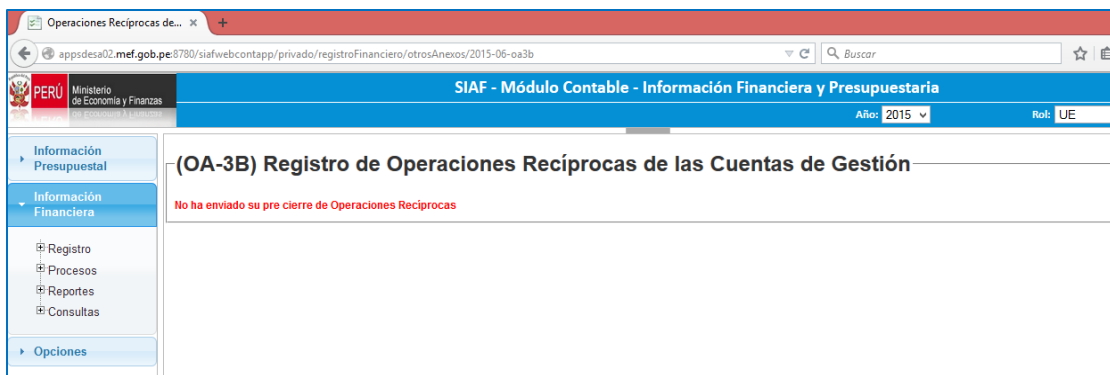 Operaciones Recíprocas de... × +
appsdesa02.mef.gob.pe:8780/siafwebcontapp/privado/registroFinanciero/otrosAnexos/2015-06-oa3b
Buscar
PERÚ Ministerio de Economía y Finanzas
SIAF - Módulo Contable - Información Financiera y Presupuestaria
Año: 2015 Rol: UE
Información
Presupuestal
Información
Financiera
Registro
Procesos
Reportes
Consultas
Opciones
(OA-3B) Registro de Operaciones Recíprocas de las Cuentas de Gestión
No ha enviado su pre cierre de Operaciones Recíprocas